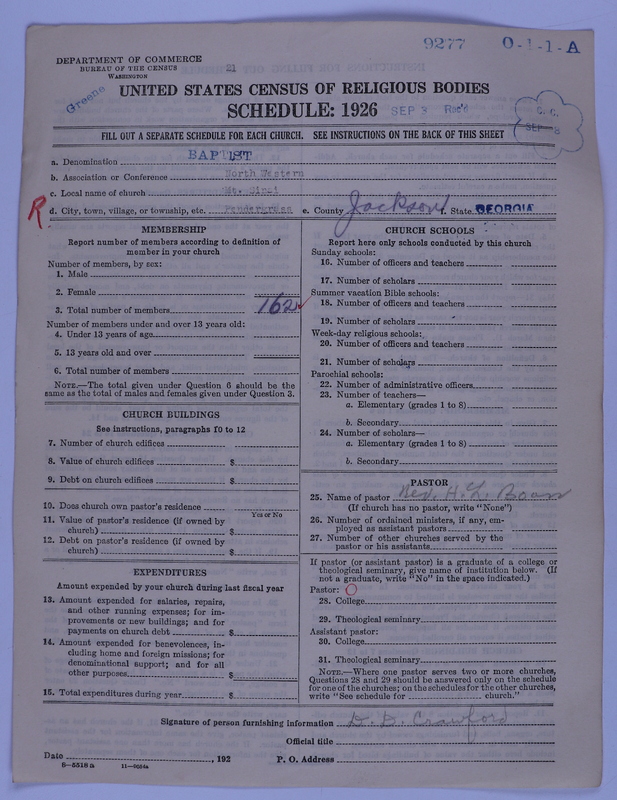 9277 O-1-1-A
DEPARTMENT OF COMMERCE
BUREAU OF THE CENSUS
WASHINGTON
21
Greene
UNITED STATES CENSUS OF RELIGIOUS BODIES
SCHEDULE: 1926 SEP 8 Rec'd
C. C.
SEP 8
FILL OUT A SEPARATE SCHEDULE FOR EACH CHURCH. SEE INSTRUCTIONS ON THE BACK OF THIS SHEET
a. Denomination BAPTIST
b. Association or Conference North Western
c. Local name of church Mt. Sinai
R
d. City, town, village, or township, etc. Pendergrass e. County Jackson f. State GEORGIA
MEMBERSHIP
Report number of members according to definition of
member in your church
Number of members, by sex:
1. Male
2. Female
3. Total number of members 162
Number of members under and over 13 years old:
4. Under 13 years of age
5. 13 years old and over
6. Total number of members
NOTE.—The total given under Question 6 should be the
same as the total of males and females given under Question 3.
CHURCH BUILDINGS
See instructions, paragraphs 10 to 12
7. Number of church edifices
8. Value of church edifices $
9. Debt on church edifices $
10. Does church own pastor's residence
Yes or No
11. Value of pastor's residence (if owned by
church) $
12. Debt on pastor's residence (if owned by
church) $
EXPENDITURES
Amount expended by your church during last fiscal year
13. Amount expended for salaries, repairs,
and other running expenses; for im-
provements or new buildings; and for
payments on church debt $
14. Amount expended for benevolences, in-
cluding home and foreign missions; for
denominational support; and for all
other purposes $
15. Total expenditures during year $
CHURCH SCHOOLS
Report here only schools conducted by this church
Sunday schools:
16. Number of officers and teachers
17. Number of scholars
Summer vacation Bible schools:
18. Number of officers and teachers
19. Number of scholars
Week-day religious schools:
20. Number of officers and teachers
21. Number of scholars
Parochial schools:
22. Number of administrative officers
23. Number of teachers—
a. Elementary (grades 1 to 8)
b. Secondary
24. Number of scholars—
a. Elementary (grades 1 to 8)
b. Secondary
PASTOR
25. Name of pastor Rev. H. L.
(If church has no pastor, write "None")
26. Number of ordained ministers, if any, em-
ployed as assistant pastors
27. Number of other churches served by the
pastor or his assistants
If pastor (or assistant pastor) is a graduate of a college or
theological seminary, give name of institution below. (If
not a graduate, write "No" in the space indicated.)
Pastor: O
28. College
29. Theological seminary
Assistant pastor:
30. College
31. Theological seminary
NOTE.—Where one pastor serves two or more churches,
Questions 28 and 29 should be answered only on the schedule
for one of the churches; on the schedules for the other churches,
write "See schedule for church."
Signature of person furnishing information D. D. Crawford
Official title
Date , 192 P. O. Address
8—5518 a 11—9654a